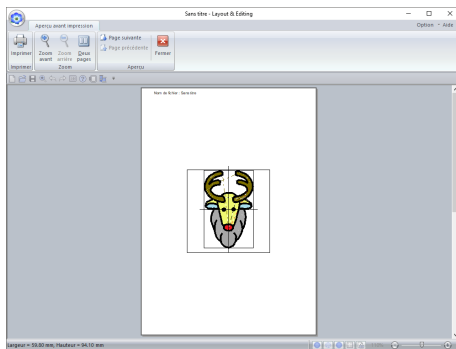 Sans titre - Layout & Editing
Aperçu avant impression
Option
Aide
Imprimer
Zoom avant
Zoom arrière
Deux pages
Page suivante
Page précédente
Fermer
Imprimer
Zoom
Aperçu
Nom de fichier : Sans titre
Largeur = 59.80 mm, Hauteur = 94.10 mm